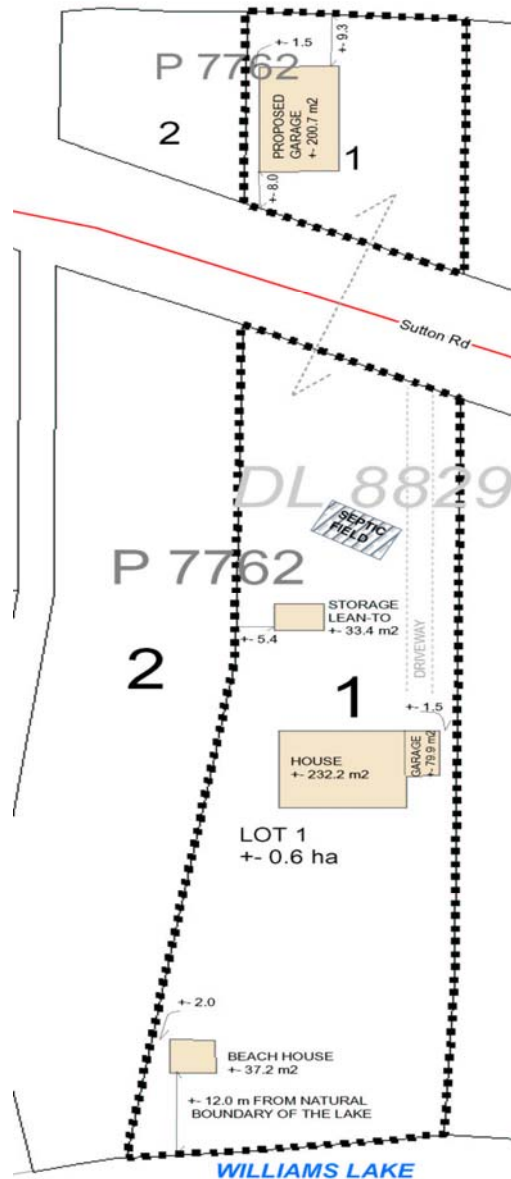 +- 9.3
+- 1.5
P 7762
2
PROPOSED
GARAGE
+- 200.7 m2
1
+- 8.0
Sutton Rd
DL 8829
SEPTIC
FIELD
P 7762
STORAGE
LEAN-TO
+- 33.4 m2
+- 5.4
DRIVEWAY
2
1
+- 1.5
HOUSE
+- 232.2 m2
GARAGE
+- 79.9 m2
LOT 1
+- 0.6 ha
+- 2.0
BEACH HOUSE
+- 37.2 m2
+- 12.0 m FROM NATURAL
BOUNDARY OF THE LAKE
WILLIAMS LAKE